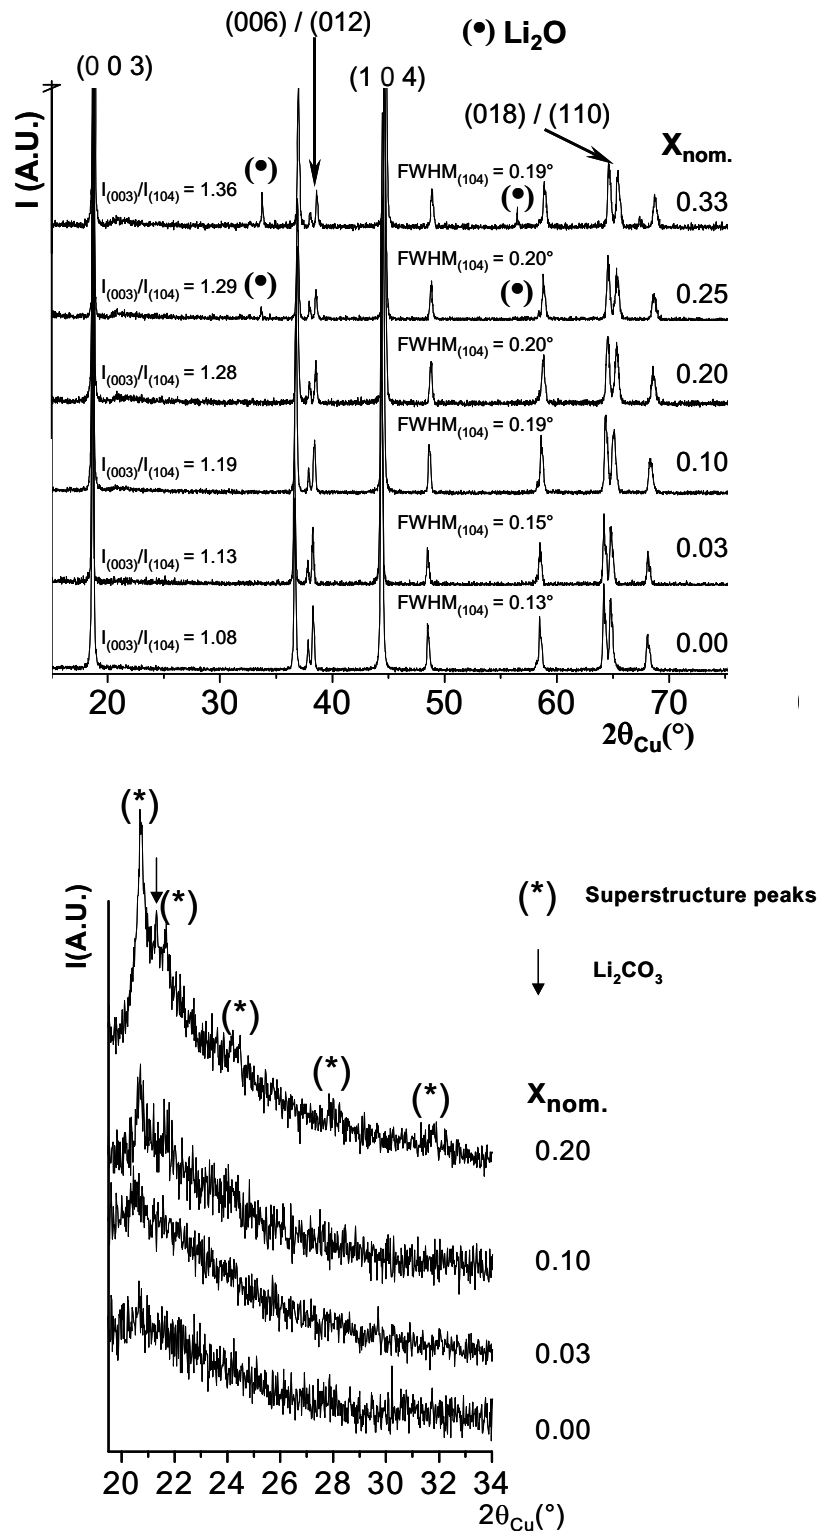 (006) / (012)
(•) Li₂O
(0 0 3)
(1 0 4)
(018) / (110)
X_nom.
I (A.U.)
I₍₀₀₃₎/I₍₁₀₄₎ = 1.36
(•)
FWHM₍₁₀₄₎ = 0.19°
(•)
0.33
I₍₀₀₃₎/I₍₁₀₄₎ = 1.29
(•)
FWHM₍₁₀₄₎ = 0.20°
(•)
0.25
I₍₀₀₃₎/I₍₁₀₄₎ = 1.28
FWHM₍₁₀₄₎ = 0.20°
0.20
I₍₀₀₃₎/I₍₁₀₄₎ = 1.19
FWHM₍₁₀₄₎ = 0.19°
0.10
I₍₀₀₃₎/I₍₁₀₄₎ = 1.13
FWHM₍₁₀₄₎ = 0.15°
0.03
I₍₀₀₃₎/I₍₁₀₄₎ = 1.08
FWHM₍₁₀₄₎ = 0.13°
0.00
20 30 40 50 60 70
2θ_Cu(°)
(*)
(*)
(*)
(*)
(*)
I(A.U.)
(*) Superstructure peaks
↓ Li₂CO₃
X_nom.
0.20
0.10
0.03
0.00
20 22 24 26 28 30 32 34
2θ_Cu(°)